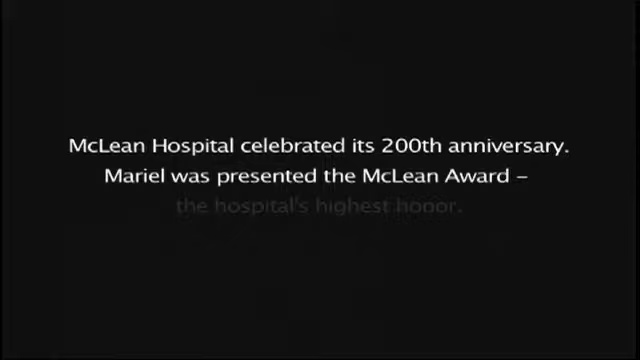 McLean Hospital celebrated its 200th anniversary.
Mariel was presented the McLean Award –
the hospital's highest honor.